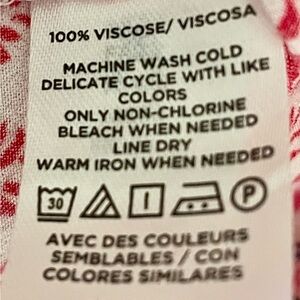 100% VISCOSE/ VISCOSA
MACHINE WASH COLD
DELICATE CYCLE WITH LIKE
COLORS
ONLY NON-CHLORINE
BLEACH WHEN NEEDED
LINE DRY
WARM IRON WHEN NEEDED
30 P
AVEC DES COULEURS
SEMBLABLES / CON
COLORES SIMILARES